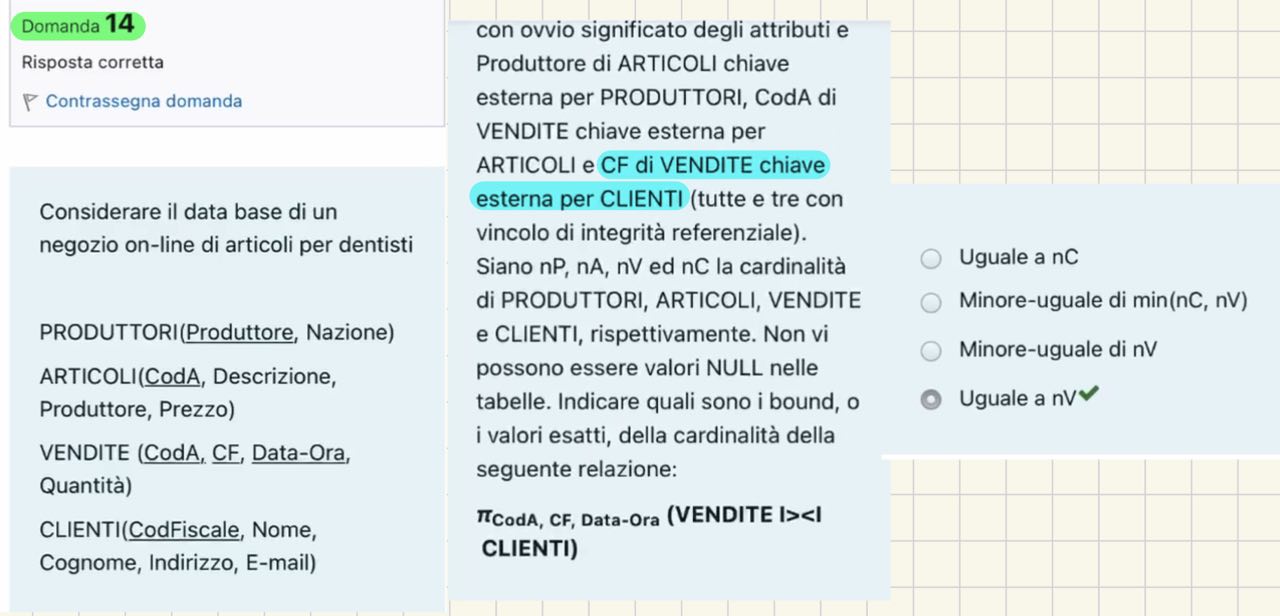 Domanda 14
Risposta corretta
Contrassegna domanda
Considerare il data base di un
negozio on-line di articoli per dentisti
PRODUTTORI(Produttore, Nazione)
ARTICOLI(CodA, Descrizione,
Produttore, Prezzo)
VENDITE (CodA, CF, Data-Ora,
Quantità)
CLIENTI(CodFiscale, Nome,
Cognome, Indirizzo, E-mail)
con ovvio significato degli attributi e
Produttore di ARTICOLI chiave
esterna per PRODUTTORI, CodA di
VENDITE chiave esterna per
ARTICOLI e CF di VENDITE chiave
esterna per CLIENTI (tutte e tre con
vincolo di integrità referenziale).
Siano nP, nA, nV ed nC la cardinalità
di PRODUTTORI, ARTICOLI, VENDITE
e CLIENTI, rispettivamente. Non vi
possono essere valori NULL nelle
tabelle. Indicare quali sono i bound, o
i valori esatti, della cardinalità della
seguente relazione:
πCodA, CF, Data-Ora (VENDITE I><I
CLIENTI)
Uguale a nC
Minore-uguale di min(nC, nV)
Minore-uguale di nV
Uguale a nV